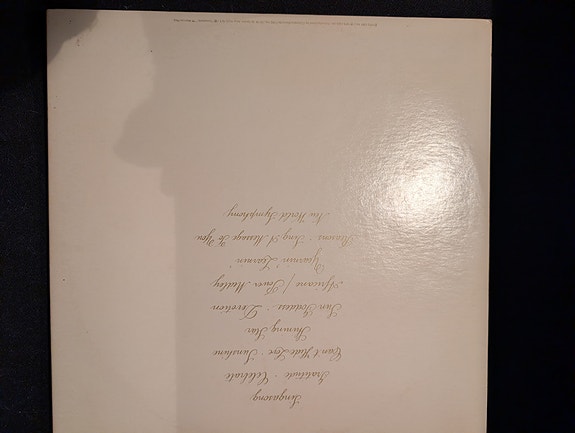 Singasong
Gratitude · Celebrate
Can't Hide Love · Sunshine
Shining Star
Sun Goddess · Devotion
Africano / Power Medley
"Yearnin' Learnin'"
Reasons · Sing A Message To You
New World Symphony